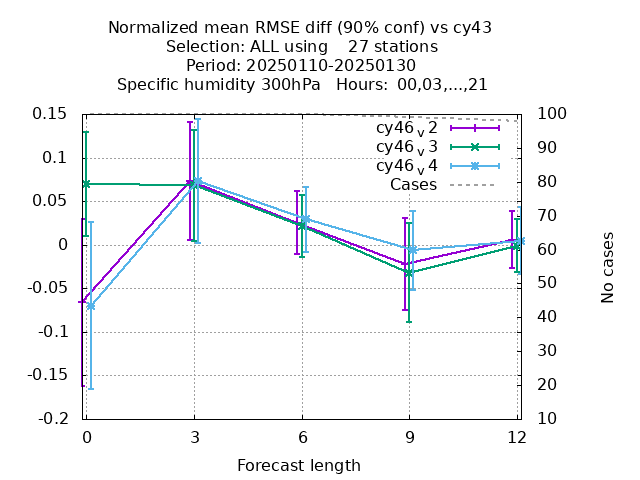 Normalized mean RMSE diff (90% conf) vs cy43
Selection: ALL using    27 stations
Period: 20250110-20250130
Specific humidity 300hPa   Hours: 00,03,...,21
0.15
0.1
0.05
0
-0.05
-0.1
-0.15
-0.2
100
90
80
70
60
50
40
30
20
10
cy46v2
cy46v3
cy46v4
Cases
No cases
0 3 6 9 12
Forecast length